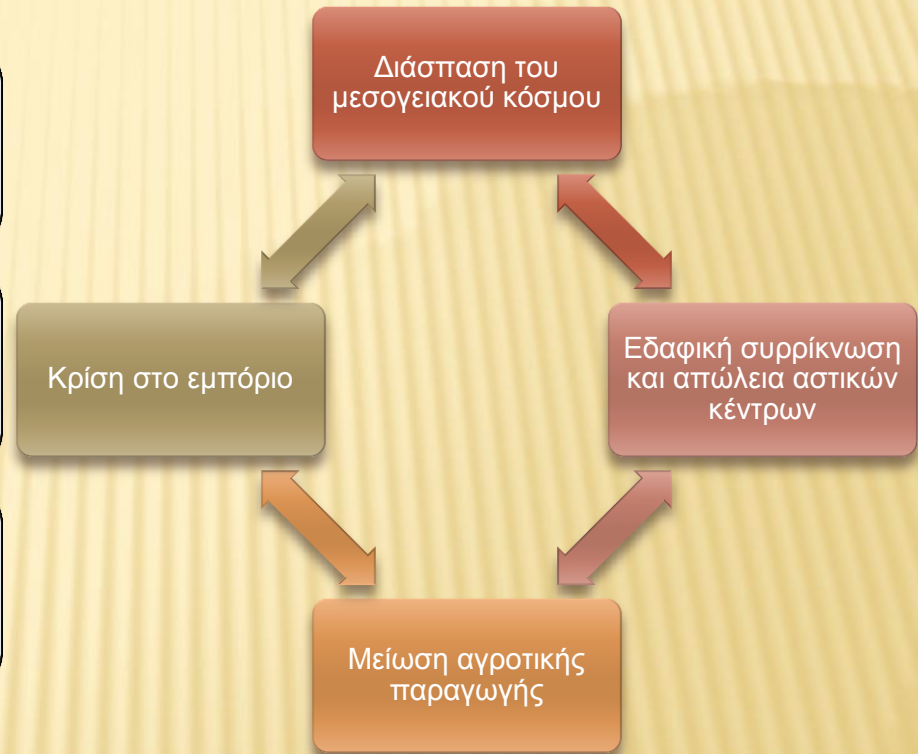 Διάσπαση του
μεσογειακού κόσμου
Κρίση στο εμπόριο
Εδαφική συρρίκνωση
και απώλεια αστικών
κέντρων
Μείωση αγροτικής
παραγωγής